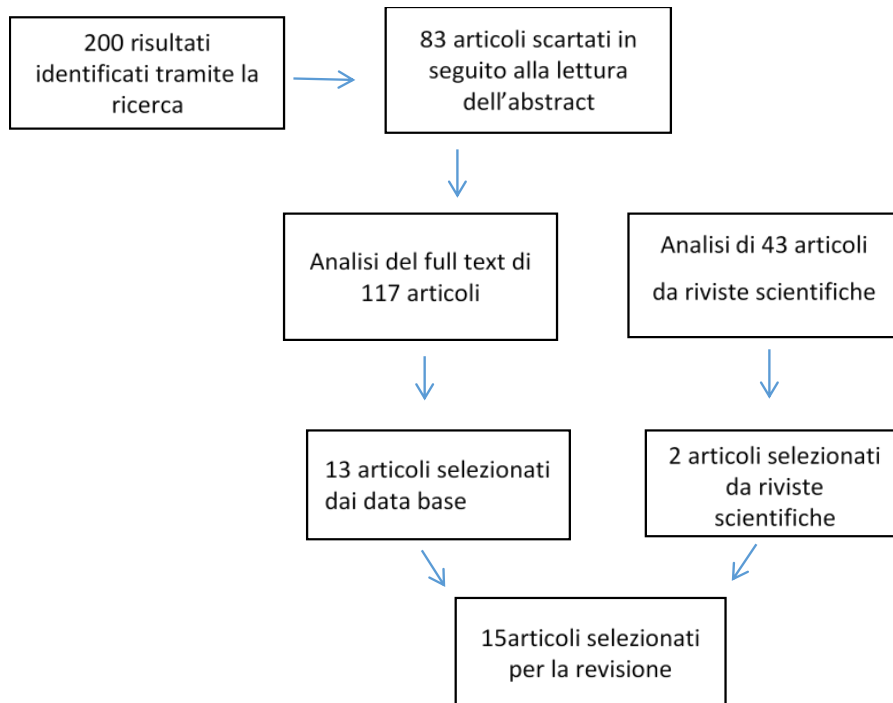 200 risultati
identificati tramite la
ricerca
83 articoli scartati in
seguito alla lettura
dell'abstract
Analisi del full text di
117 articoli
Analisi di 43 articoli
da riviste scientifiche
13 articoli selezionati
dai data base
2 articoli selezionati
da riviste
scientifiche
15articoli selezionati
per la revisione